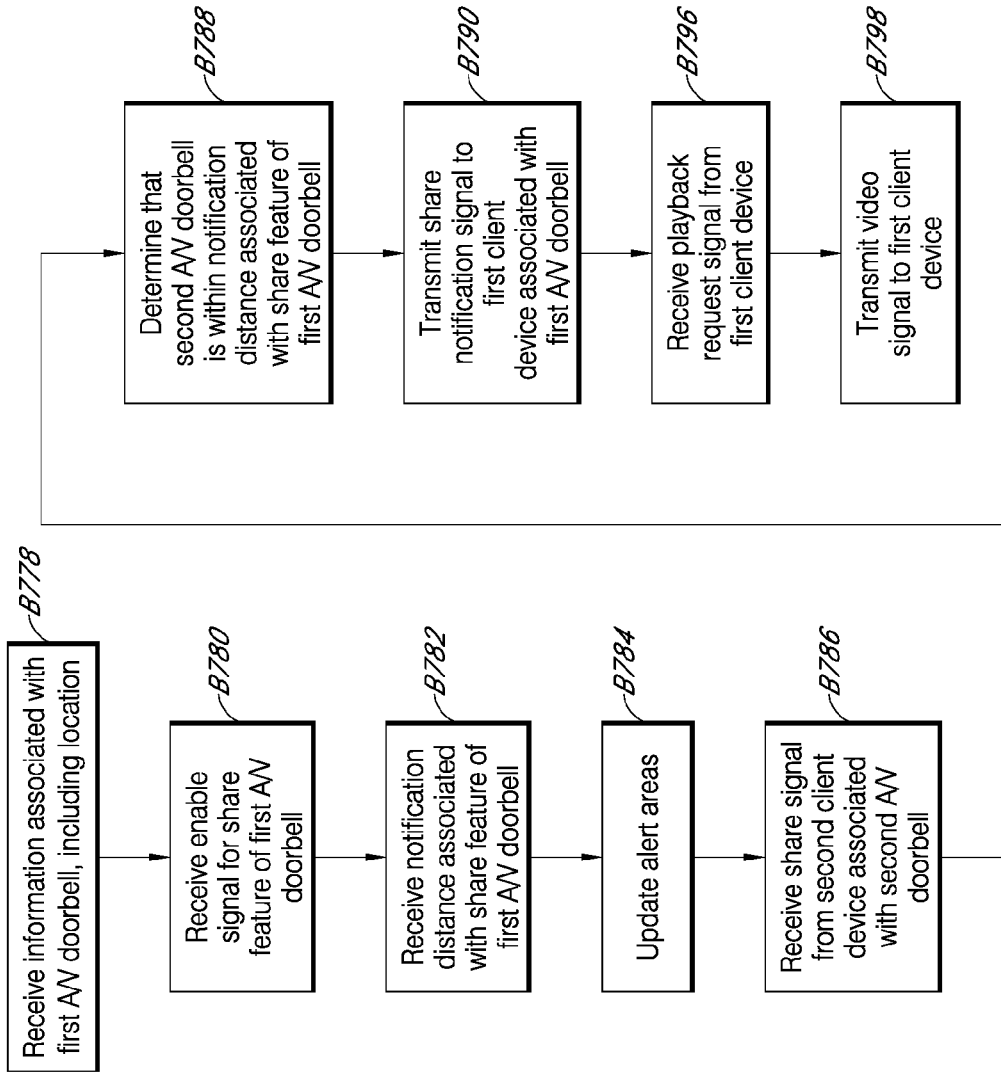 B778
Receive information associated with
first A/V doorbell, including location
B780
Receive enable
signal for share
feature of first A/V
doorbell
B782
Receive notification
distance associated
with share feature of
first A/V doorbell
B784
Update alert areas
B786
Receive share signal
from second client
device associated
with second A/V
doorbell
B788
Determine that
second A/V doorbell
is within notification
distance associated
with share feature of
first A/V doorbell
B790
Transmit share
notification signal to
first client
device associated with
first A/V doorbell
B796
Receive playback
request signal from
first client device
B798
Transmit video
signal to first client
device